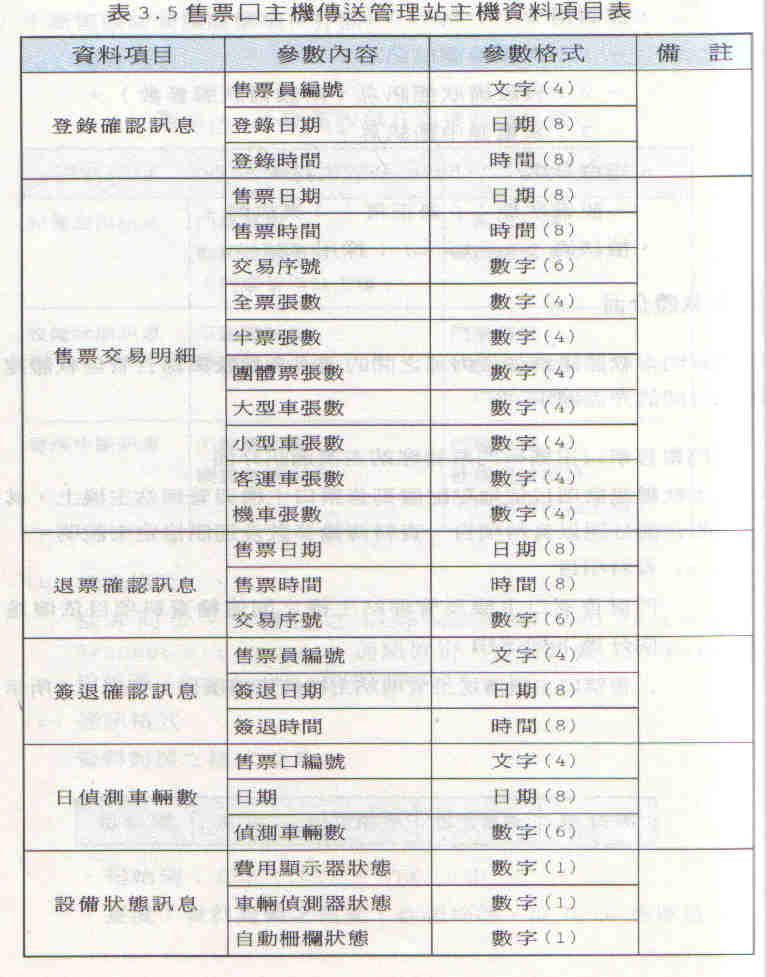 表3.5售票口主機傳送管理站主機資料項目表
資料項目 參數內容 參數格式 備 註
登錄確認訊息
售票員編號 文字(4)
登錄日期 日期(8)
登錄時間 時間(8)
售票交易明細
售票日期 日期(8)
售票時間 時間(8)
交易序號 數字(6)
全票張數 數字(4)
半票張數 數字(4)
團體票張數 數字(4)
大型車張數 數字(4)
小型車張數 數字(4)
客運車張數 數字(4)
機車張數 數字(4)
退票確認訊息
售票日期 日期(8)
售票時間 時間(8)
交易序號 數字(6)
簽退確認訊息
售票員編號 文字(4)
簽退日期 日期(8)
簽退時間 時間(8)
日偵測車輛數
售票口編號 文字(4)
日期 日期(8)
偵測車輛數 數字(6)
設備狀態訊息
費用顯示器狀態 數字(1)
車輛偵測器狀態 數字(1)
自動柵欄狀態 數字(1)